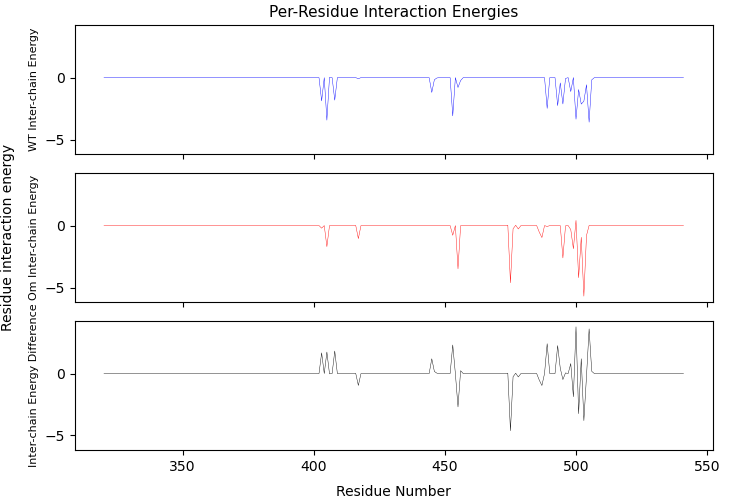 Per-Residue Interaction Energies
Residue interaction energy
WT Inter-chain Energy
0
−5
Om Inter-chain Energy
0
−5
Inter-chain Energy Difference
0
−5
350
400
450
500
550
Residue Number